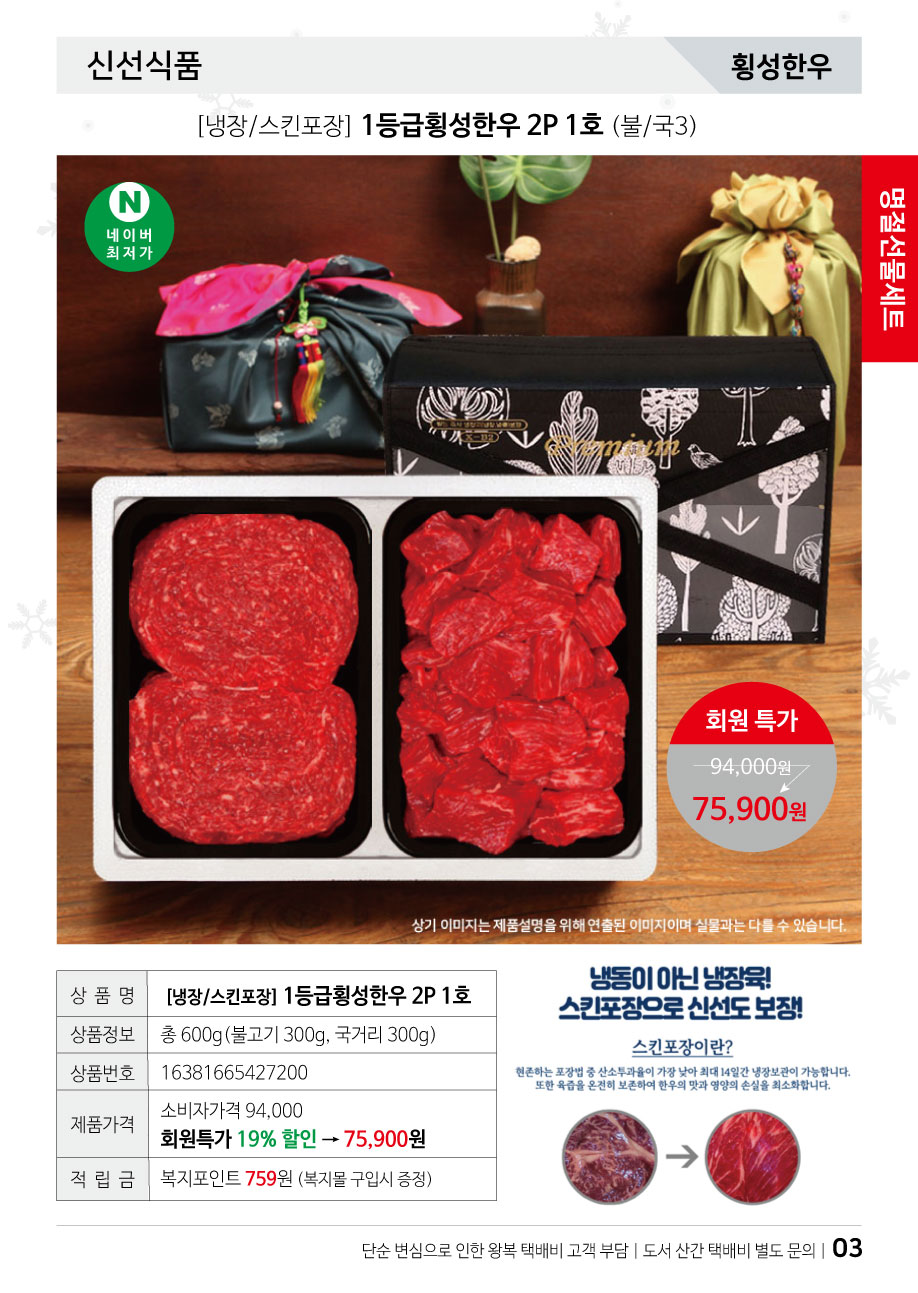 신선식품
횡성한우
[냉장/스킨포장] 1등급횡성한우 2P 1호 (불/국3)
명절선물세트
N
네이버
최저가
X-B2
Premium
회원 특가
94,000원
75,900원
상기 이미지는 제품설명을 위해 연출된 이미지이며 실물과는 다를 수 있습니다.
상 품 명 [냉장/스킨포장] 1등급횡성한우 2P 1호
상품정보 총 600g(불고기 300g, 국거리 300g)
상품번호 16381665427200
제품가격 소비자가격 94,000
회원특가 19% 할인 → 75,900원
적 립 금 복지포인트 759원 (복지몰 구입시 증정)
냉동이 아닌 냉장육!
스킨포장으로 신선도 보장!
스킨포장이란?
현존하는 포장법 중 산소투과율이 가장 낮아 최대 14일간 냉장보관이 가능합니다.
또한 육즙을 온전히 보존하여 한우의 맛과 영양의 손실을 최소화합니다.
단순 변심으로 인한 왕복 택배비 고객 부담 | 도서 산간 택배비 별도 문의 | 03